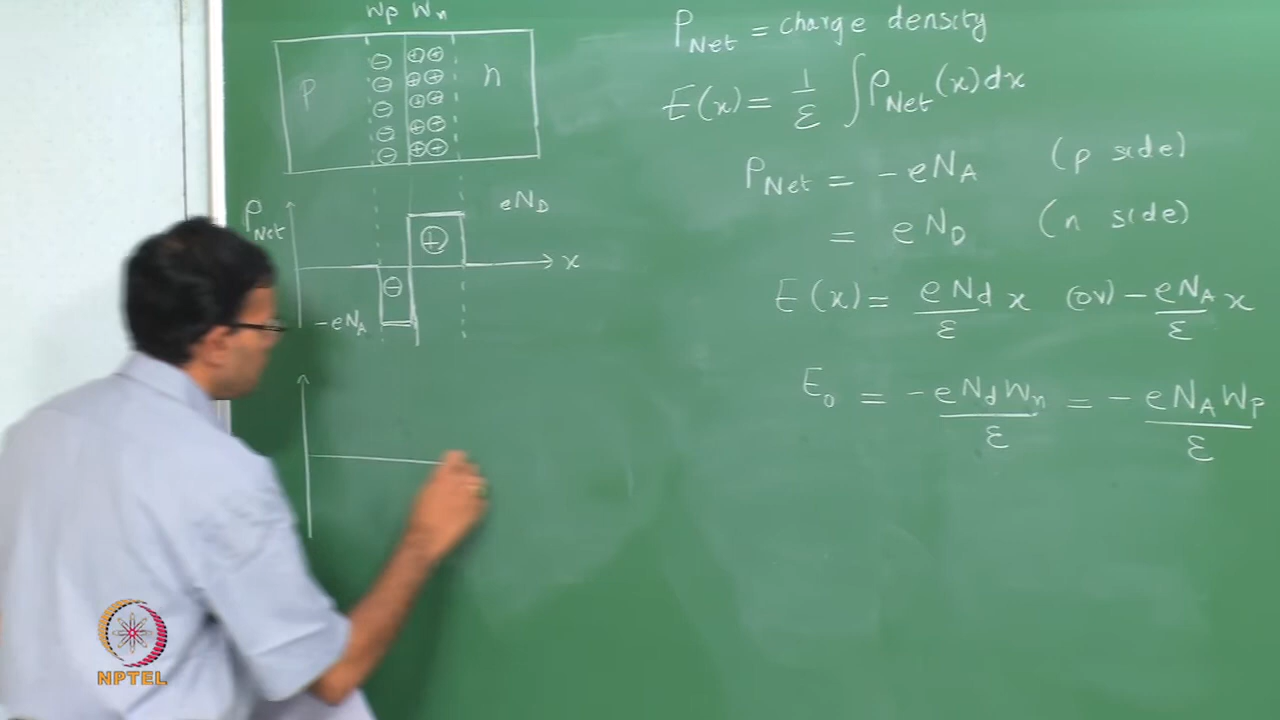 Wp Wn
P n
⊖ ⊕⊕
⊖ ⊕⊕
⊖ ⊕⊕
⊖ ⊕⊕
⊖ ⊕⊕
ρNet
eND
⊕
x
⊖
-eNA
ρNet = charge density
E(x) = 1/ε ∫ρNet(x)dx
ρNet = -eNA (p side)
= eND (n side)
E(x) = eNd/ε x (or) - eNA/ε x
E0 = - eNdWn/ε = - eNAWp/ε
NPTEL